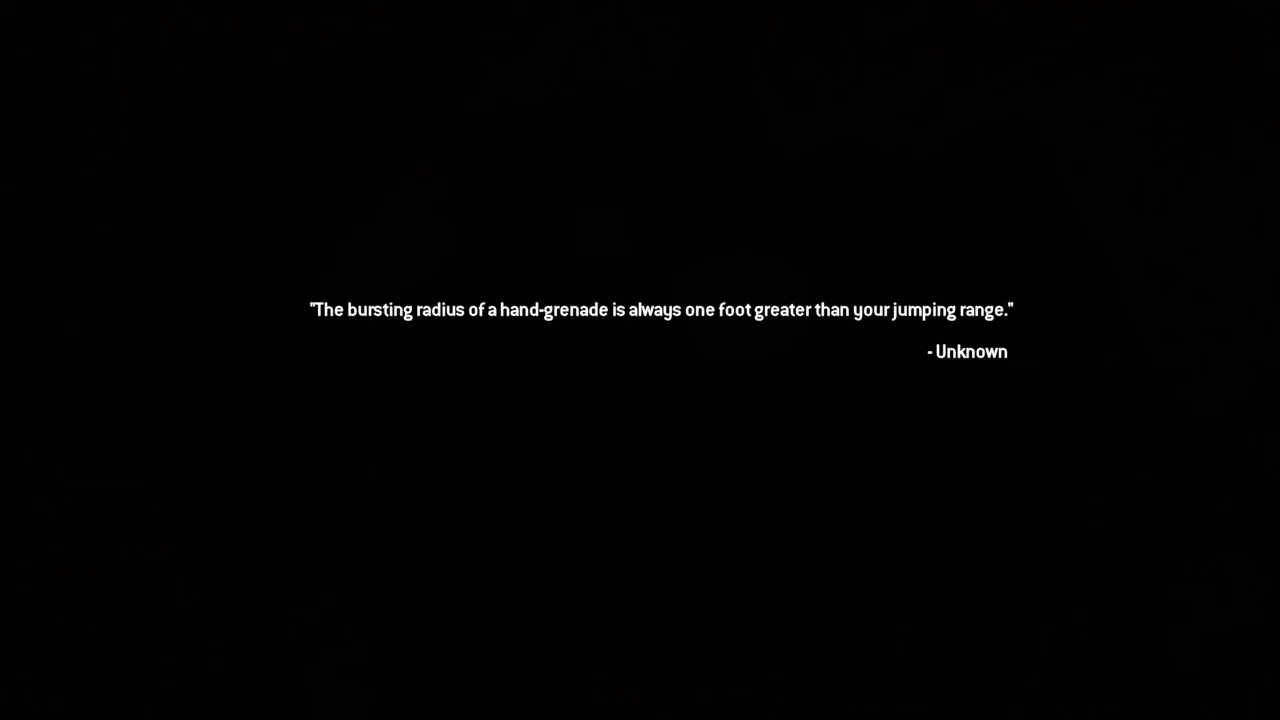 "The bursting radius of a hand-grenade is always one foot greater than your jumping range."
- Unknown